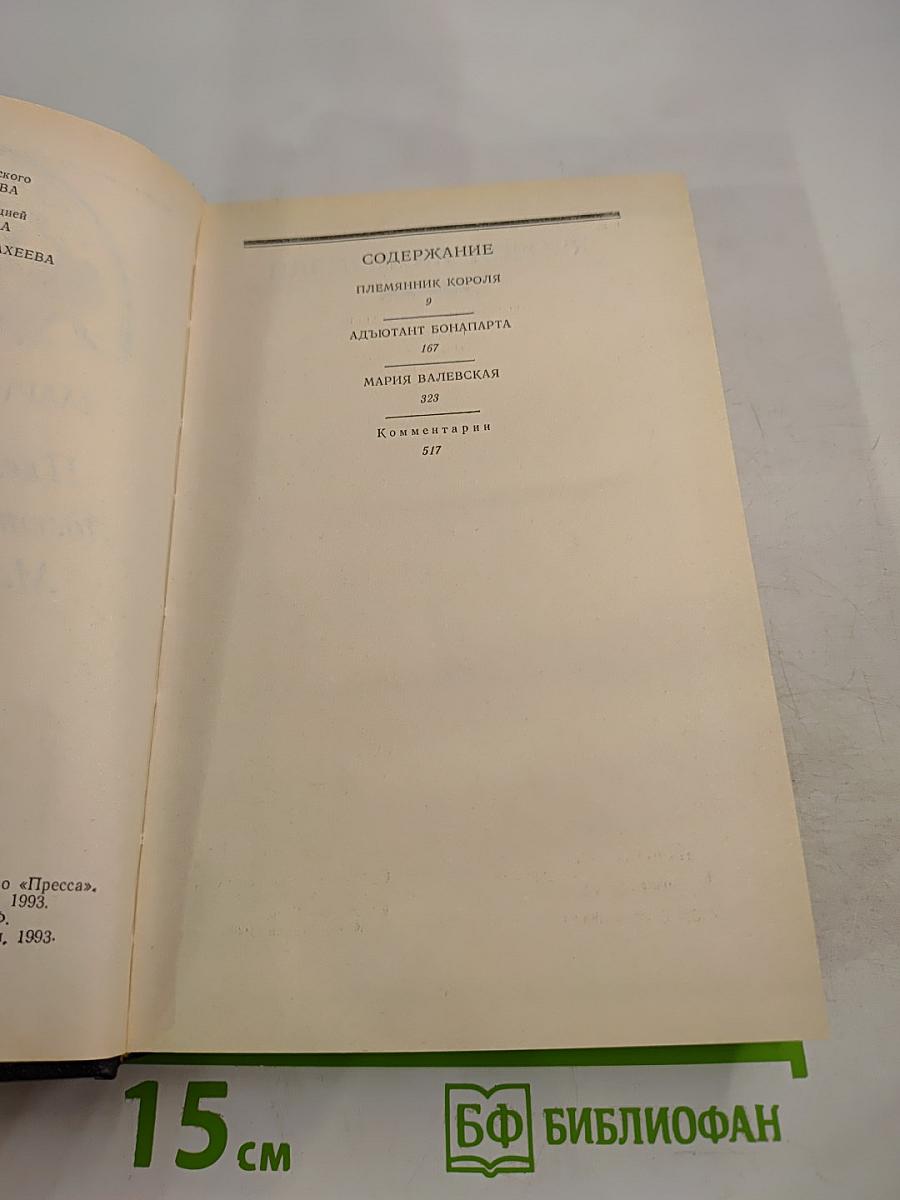 ского
ВА
цией
А
АХЕЕВА
о «Пресса».
1993.
Ф.
1993.
СОДЕРЖАНИЕ
ПЛЕМЯННИК КОРОЛЯ
9
АДЪЮТАНТ БОНАПАРТА
167
МАРИЯ ВАЛЕВСКАЯ
323
Комментарии
517
15 см
БФ БИБЛИОФАН